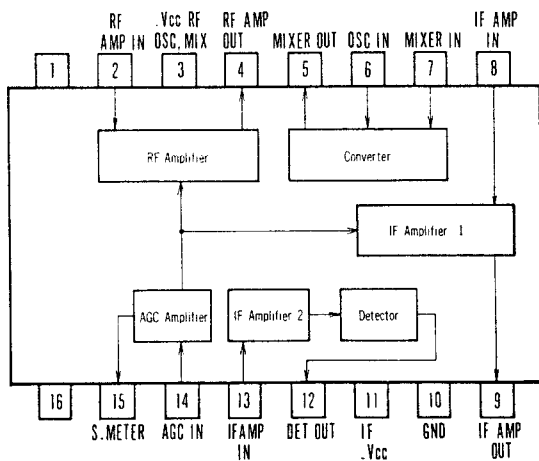 RF
AMP IN
.Vcc RF
OSC, MIX
RF AMP
OUT
MIXER OUT
OSC IN
MIXER IN
IF AMP
IN
1
2
3
4
5
6
7
8
RF Amplifier
Converter
IF Amplifier 1
AGC Amplifier
IF Amplifier 2
Detector
16
15
14
13
12
11
10
9
S.METER
AGC IN
IFAMP
IN
DET OUT
IF
.Vcc
GND
IF AMP
OUT